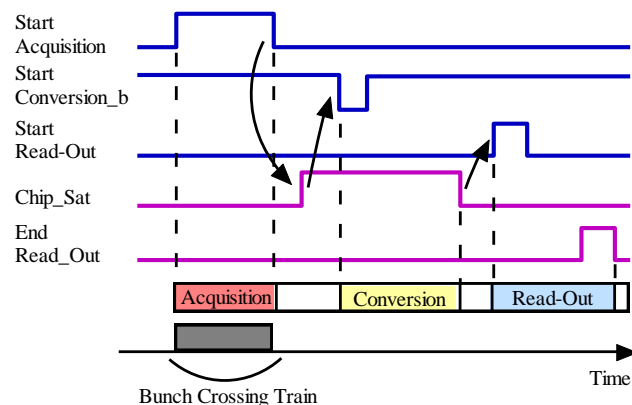 Start
Acquisition
Start
Conversion_b
Start
Read-Out
Chip_Sat
End
Read_Out
Acquisition
Conversion
Read-Out
Time
Bunch Crossing Train